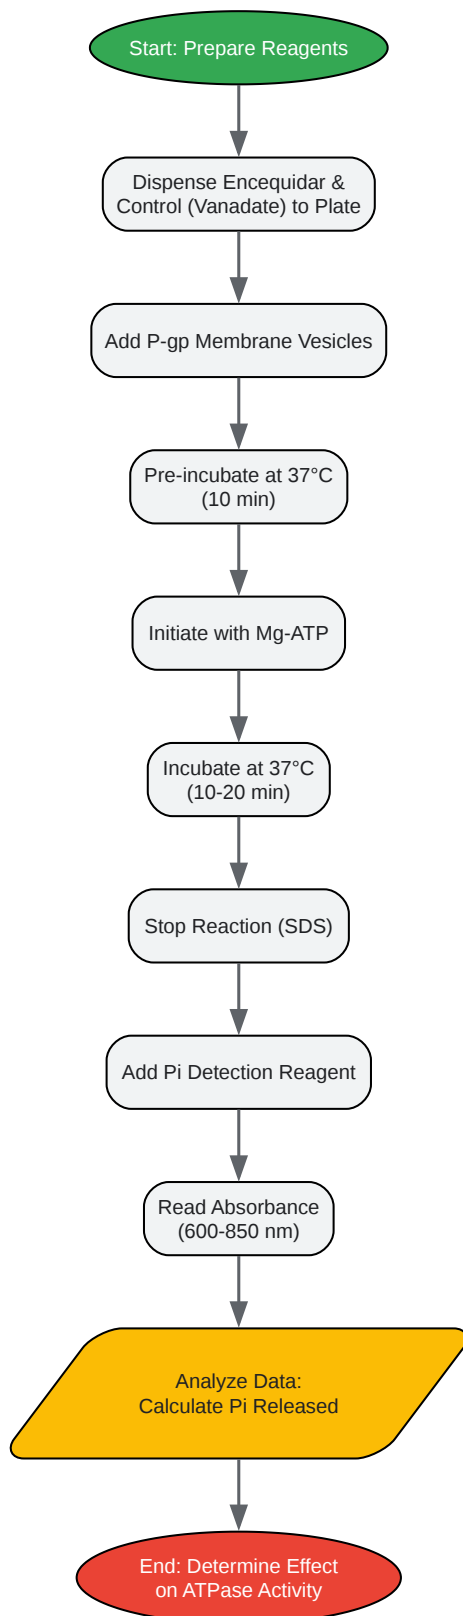 Start: Prepare Reagents
Dispense Encequidar &
Control (Vanadate) to Plate
Add P-gp Membrane Vesicles
Pre-incubate at 37°C
(10 min)
Initiate with Mg-ATP
Incubate at 37°C
(10-20 min)
Stop Reaction (SDS)
Add Pi Detection Reagent
Read Absorbance
(600-850 nm)
Analyze Data:
Calculate Pi Released
End: Determine Effect
on ATPase Activity